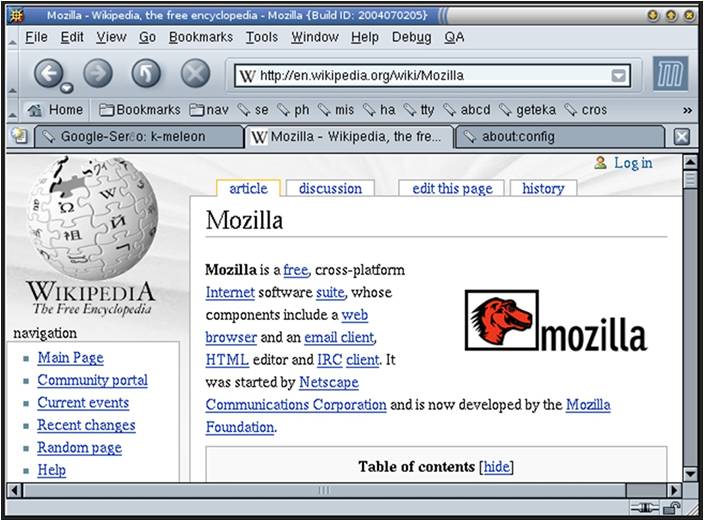 Mozilla - Wikipedia, the free encyclopedia - Mozilla {Build ID: 2004070205}
File Edit View Go Bookmarks Tools Window Help Debug QA
W http://en.wikipedia.org/wiki/Mozilla m
Home Bookmarks nav se ph mis ha tty abcd geteka cros »
k-meleon W Mozilla - Wikipedia, the fre... about:config
Log in
article discussion edit this page history
Mozilla
WIKIPEDIA
The Free Encyclopedia
navigation
Main Page
Community portal
Current events
Recent changes
Random page
Help
Mozilla is a free, cross-platform
Internet software suite, whose
components include a web
browser and an email client,
HTML editor and IRC client. It
was started by Netscape
Communications Corporation and is now developed by the Mozilla
Foundation.
mozilla
Table of contents [hide]